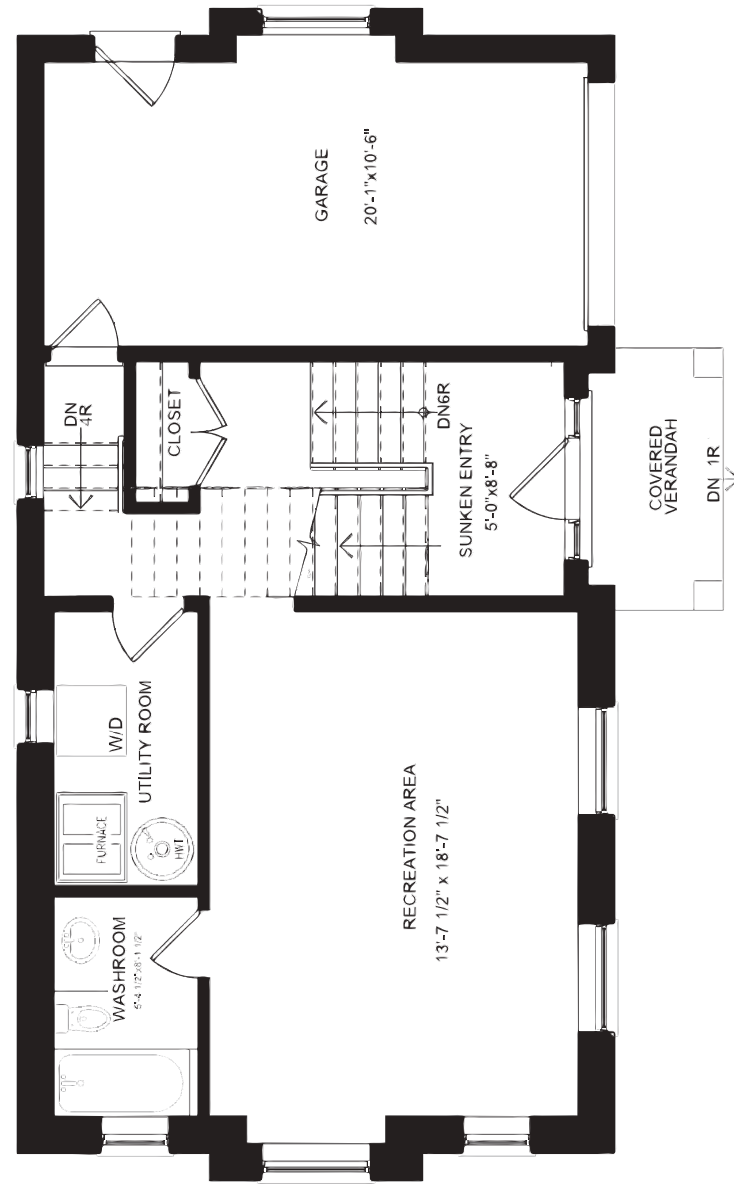 GARAGE
20'-1"x10'-6"
DN
4R
CLOSET
DN6R
SUNKEN ENTRY
5'-0"x8'-8"
COVERED
VERANDAH
DN 1R
W/D
UTILITY ROOM
FURNACE
HWT
RECREATION AREA
13'-7 1/2" x 18'-7 1/2"
WASHROOM